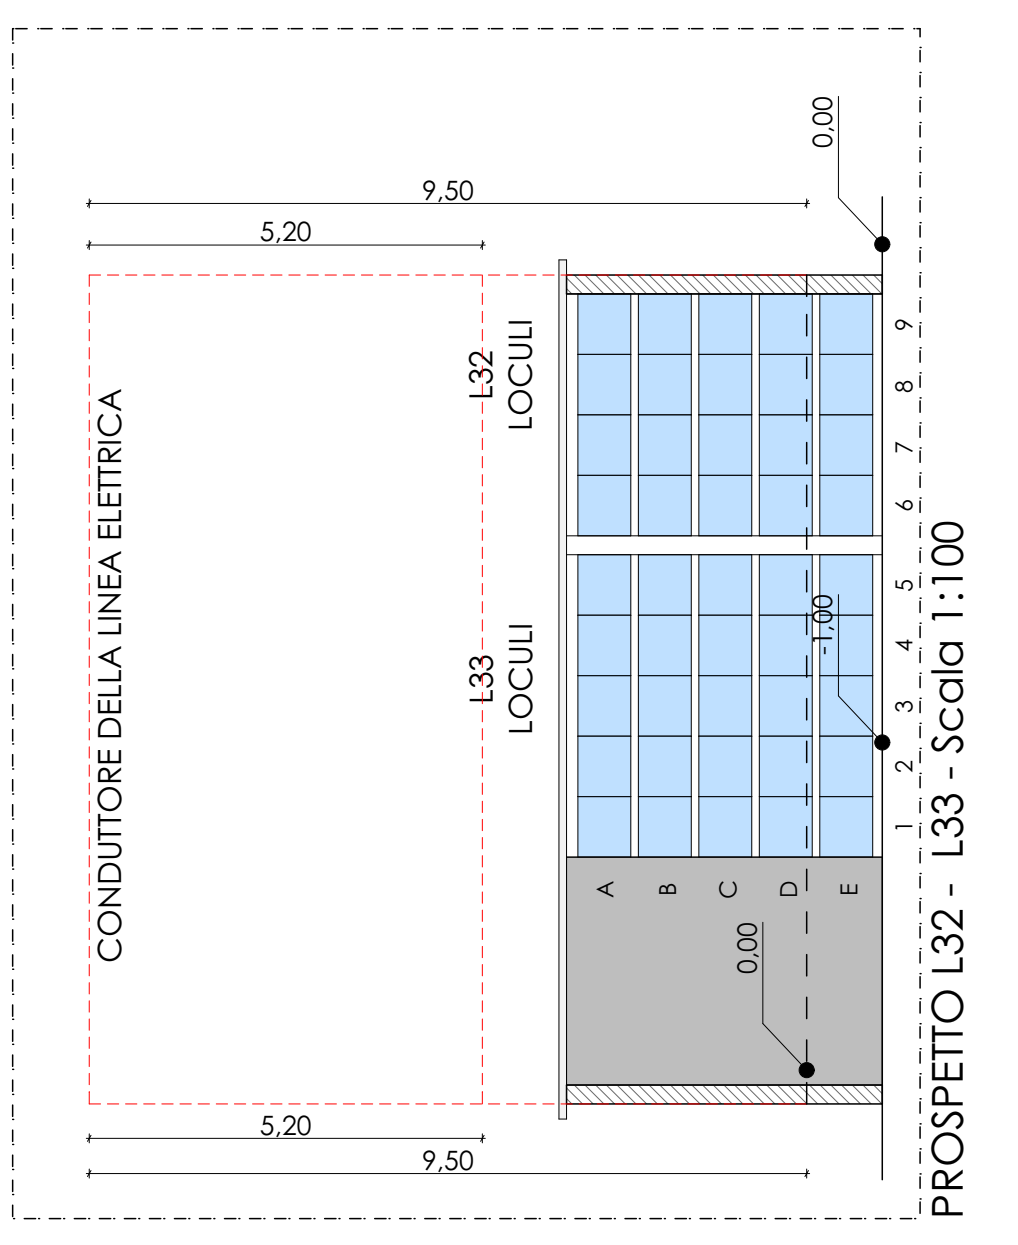 CONDUTTORE DELLA LINEA ELETTRICA
5,20
5,20
9,50
9,50
L33
LOCULI
L32
LOCULI
A
B
C
D
E
0,00
-1,00
0,00
1 2 3 4 5 6 7 8 9
PROSPETTO L32 - L33 - Scala 1:100